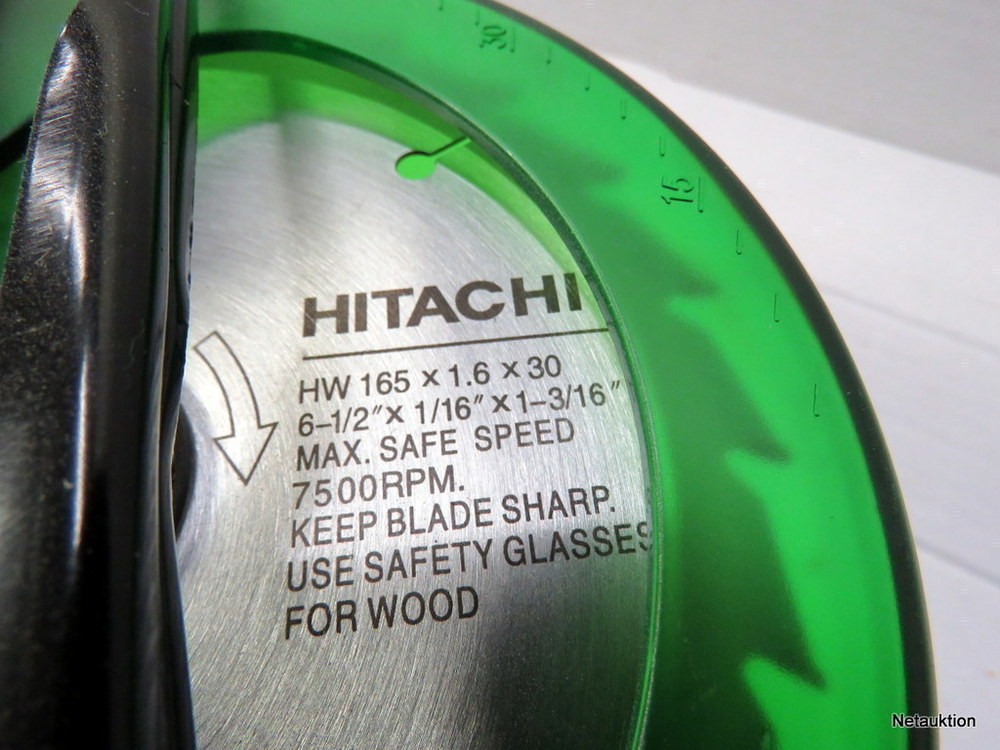 30
15
HITACHI
HW 165 x 1.6 x 30
6-1/2" x 1/16" x 1-3/16"
MAX. SAFE SPEED
7500RPM.
KEEP BLADE SHARP.
USE SAFETY GLASSES
FOR WOOD
Netauktion